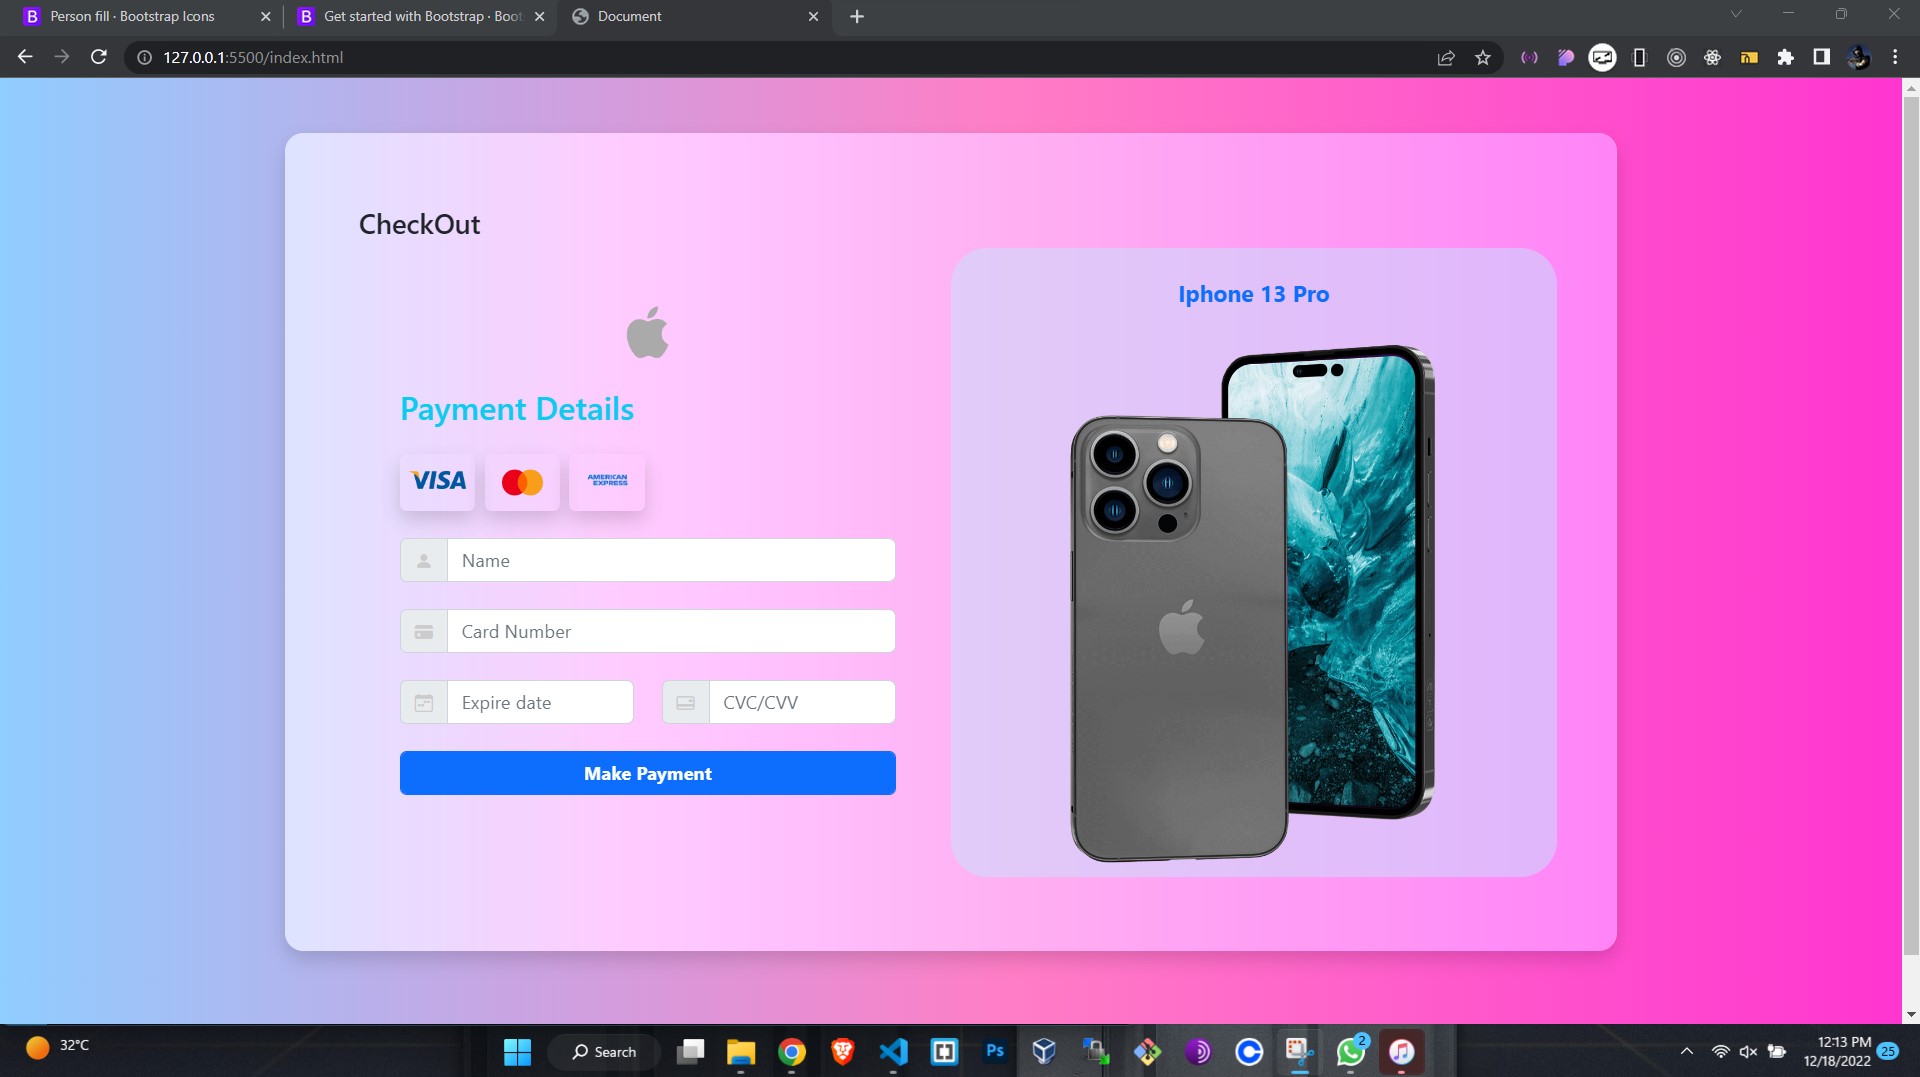 B Person fill · Bootstrap Icons
B Get started with Bootstrap · Boot
Document
127.0.0.1:5500/index.html
CheckOut
Iphone 13 Pro
Payment Details
VISA
AMERICAN
EXPRESS
Name
Card Number
Expire date
CVC/CVV
Make Payment
32°C
Search
Ps
2
12:13 PM
12/18/2022
25